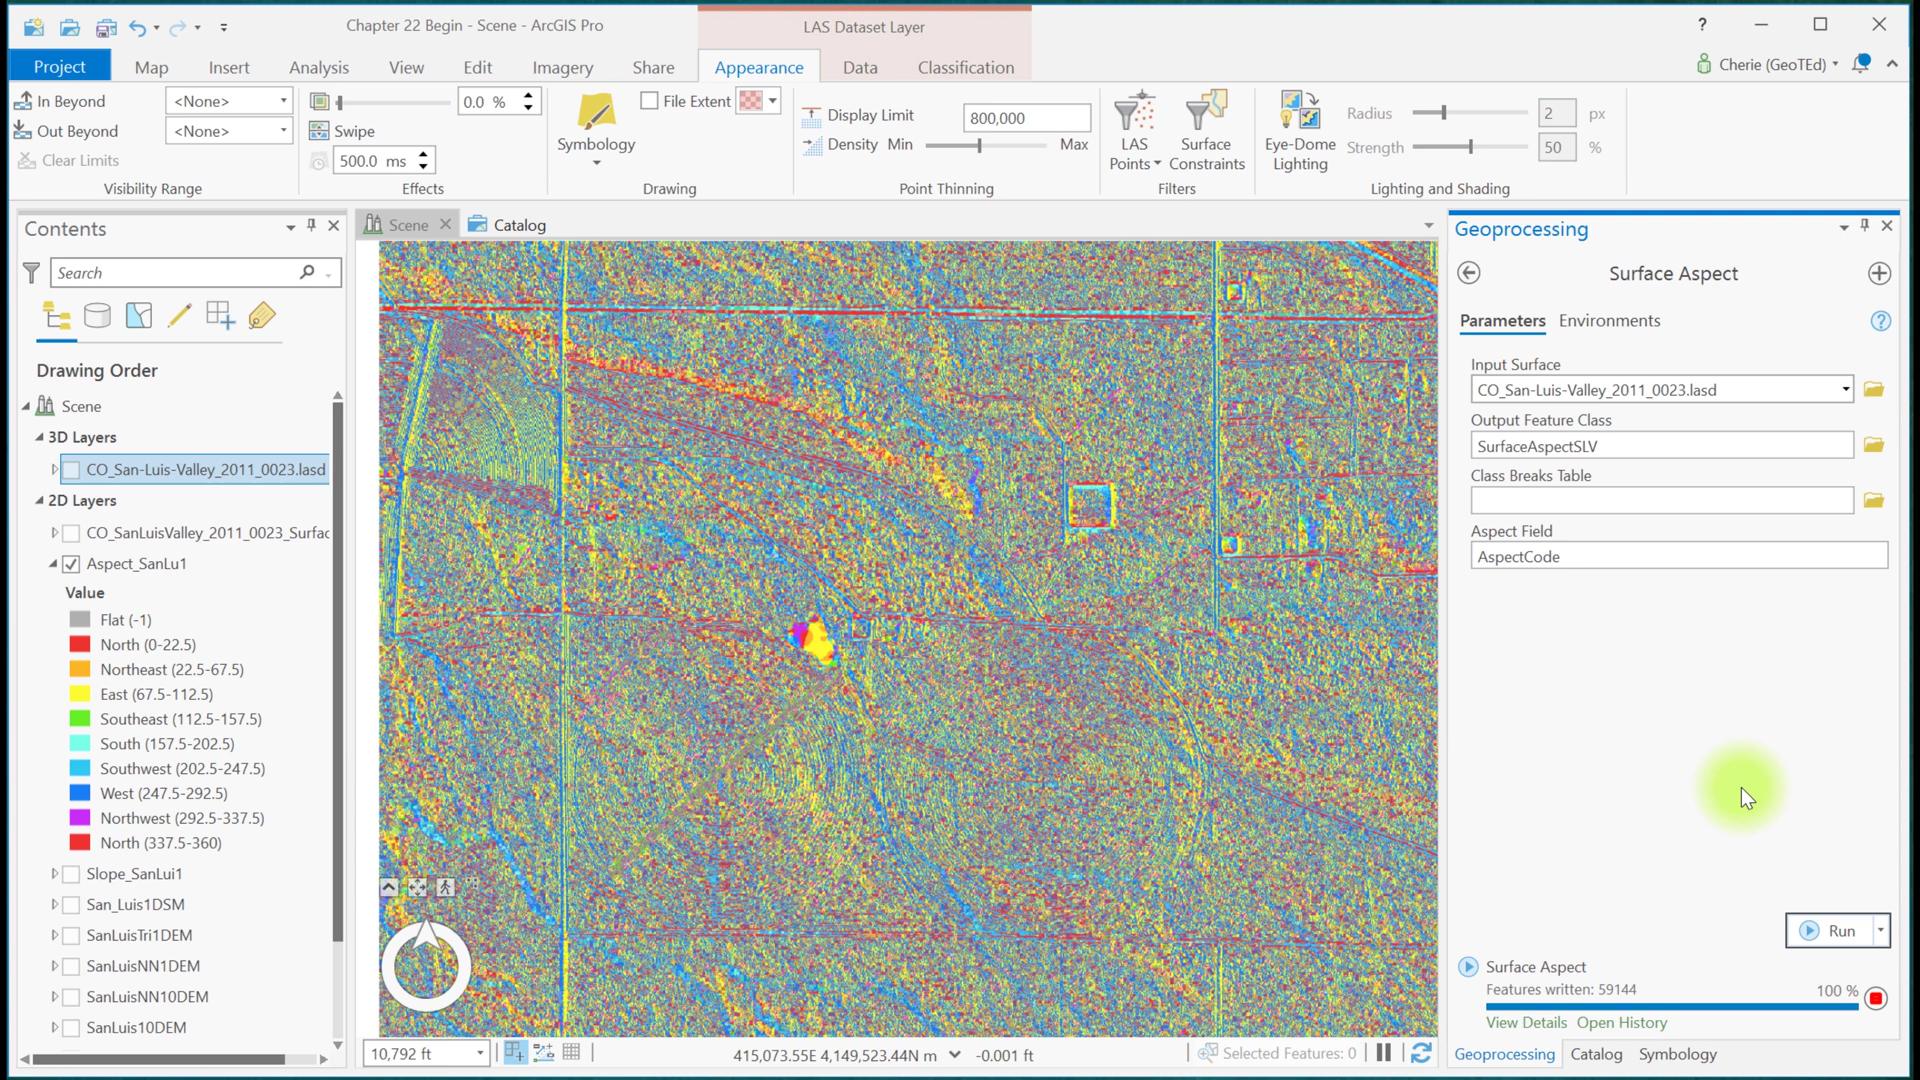 Chapter 22 Begin - Scene - ArcGIS Pro
LAS Dataset Layer
?
Project
Map
Insert
Analysis
View
Edit
Imagery
Share
Appearance
Data
Classification
Cherie (GeoTEd)
In Beyond
<None>
Out Beyond
<None>
Clear Limits
Visibility Range
0.0 %
Swipe
500.0 ms
Effects
Symbology
File Extent
Drawing
Display Limit
800,000
Density Min
Max
Point Thinning
LAS Points
Surface Constraints
Filters
Eye-Dome Lighting
Radius
2 px
Strength
50 %
Lighting and Shading
Contents
Search
Drawing Order
Scene
3D Layers
CO_San-Luis-Valley_2011_0023.lasd
2D Layers
CO_SanLuisValley_2011_0023_Surfac
Aspect_SanLu1
Value
Flat (-1)
North (0-22.5)
Northeast (22.5-67.5)
East (67.5-112.5)
Southeast (112.5-157.5)
South (157.5-202.5)
Southwest (202.5-247.5)
West (247.5-292.5)
Northwest (292.5-337.5)
North (337.5-360)
Slope_SanLui1
San_Luis1DSM
SanLuisTri1DEM
SanLuisNN1DEM
SanLuisNN10DEM
SanLuis10DEM
Scene
Catalog
10,792 ft
415,073.55E 4,149,523.44N m
-0.001 ft
Selected Features: 0
Geoprocessing
Surface Aspect
Parameters
Environments
?
Input Surface
CO_San-Luis-Valley_2011_0023.lasd
Output Feature Class
SurfaceAspectSLV
Class Breaks Table
Aspect Field
AspectCode
Run
Surface Aspect
Features written: 59144
100 %
View Details
Open History
Geoprocessing
Catalog
Symbology